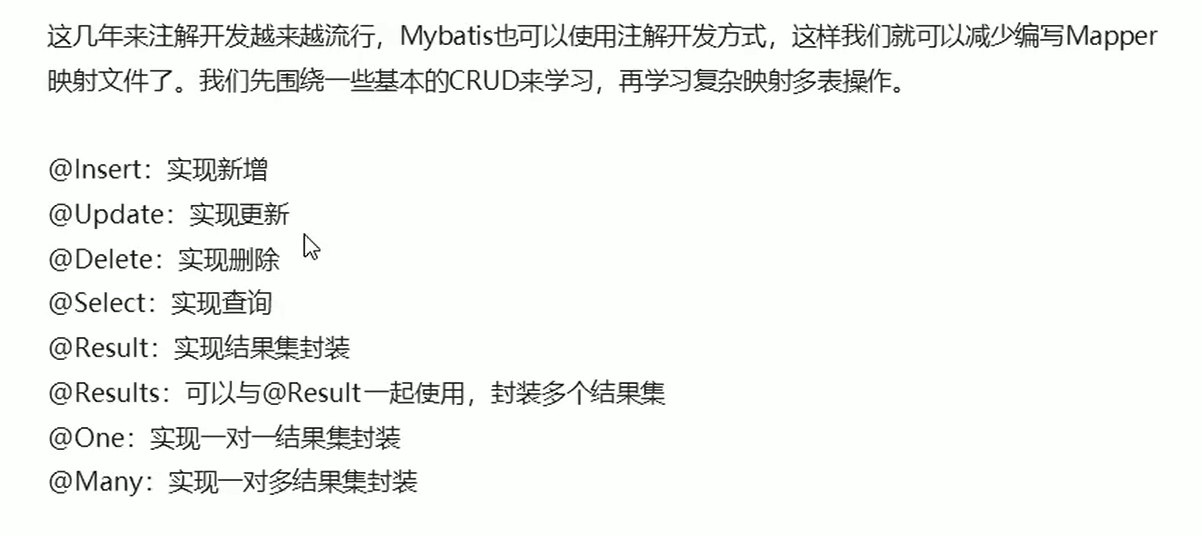 这几年来注解开发越来越流行，Mybatis也可以使用注解开发方式，这样我们就可以减少编写Mapper
映射文件了。我们先围绕一些基本的CRUD来学习，再学习复杂映射多表操作。
@Insert：实现新增
@Update：实现更新
@Delete：实现删除
@Select：实现查询
@Result：实现结果集封装
@Results：可以与@Result一起使用，封装多个结果集
@One：实现一对一结果集封装
@Many：实现一对多结果集封装